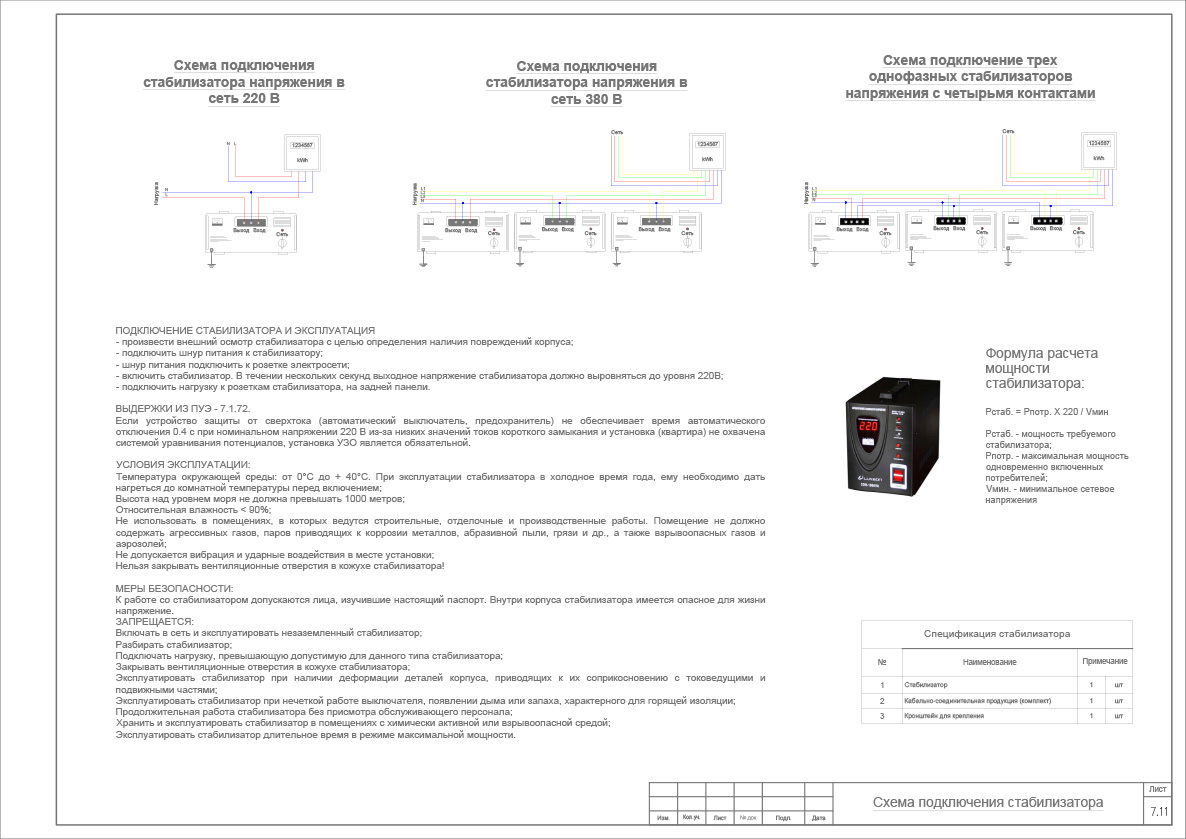 Схема подключения
стабилизатора напряжения в
сеть 220 В
Схема подключения
стабилизатора напряжения в
сеть 380 В
Схема подключение трех
однофазных стабилизаторов
напряжения с четырьмя контактами
N L
1234567
kWh
Нагрузка
N
L
Выход Вход
Сеть
Сеть
1234567
kWh
Нагрузка
Выход Вход
Сеть
Выход Вход
Сеть
Выход Вход
Сеть
Сеть
1234567
kWh
Нагрузка
Выход Вход
Сеть
Выход Вход
Сеть
Выход Вход
Сеть
ПОДКЛЮЧЕНИЕ СТАБИЛИЗАТОРА И ЭКСПЛУАТАЦИЯ
- произвести внешний осмотр стабилизатора с целью определения наличия повреждений корпуса;
- подключить шнур питания к стабилизатору;
- шнур питания подключить к розетке электросети;
- включить стабилизатор. В течении нескольких секунд выходное напряжение стабилизатора должно выровняться до уровня 220В;
- подключить нагрузку к розеткам стабилизатора, на задней панели.
ВЫДЕРЖКИ ИЗ ПУЭ - 7.1.72.
Если устройство защиты от сверхтока (автоматический выключатель, предохранитель) не обеспечивает время автоматического
отключения 0.4 с при номинальном напряжении 220 В из-за низких значений токов короткого замыкания и установка (квартира) не охвачена
системой уравнивания потенциалов, установка УЗО является обязательной.
УСЛОВИЯ ЭКСПЛУАТАЦИИ:
Температура окружающей среды: от 0°С до + 40°С. При эксплуатации стабилизатора в холодное время года, ему необходимо дать
нагреться до комнатной температуры перед включением;
Высота над уровнем моря не должна превышать 1000 метров;
Относительная влажность < 90%;
Не использовать в помещениях, в которых ведутся строительные, отделочные и производственные работы. Помещение не должно
содержать агрессивных газов, паров приводящих к коррозии металлов, абразивной пыли, грязи и др., а также взрывоопасных газов и
аэрозолей;
Не допускается вибрация и ударные воздействия в месте установки;
Нельзя закрывать вентиляционные отверстия в кожухе стабилизатора!
МЕРЫ БЕЗОПАСНОСТИ:
К работе со стабилизатором допускаются лица, изучившие настоящий паспорт. Внутри корпуса стабилизатора имеется опасное для жизни
напряжение.
ЗАПРЕЩАЕТСЯ:
Включать в сеть и эксплуатировать незаземленный стабилизатор;
Разбирать стабилизатор;
Подключать нагрузку, превышающую допустимую для данного типа стабилизатора;
Закрывать вентиляционные отверстия в кожухе стабилизатора;
Эксплуатировать стабилизатор при наличии деформации деталей корпуса, приводящих к их соприкосновению с токоведущими и
подвижными частями;
Эксплуатировать стабилизатор при нечеткой работе выключателя, появлении дыма или запаха, характерного для горящей изоляции;
Продолжительная работа стабилизатора без присмотра обслуживающего персонала;
Хранить и эксплуатировать стабилизатор в помещениях с химически активной или взрывоопасной средой;
Эксплуатировать стабилизатор длительное время в режиме максимальной мощности.
220
LUXEON
Формула расчета
мощности
стабилизатора:
Pстаб. = Pпотр. X 220 / Vмин
Pстаб. - мощность требуемого
стабилизатора;
Pпотр. - максимальная мощность
одновременно включенных
потребителей;
Vмин. - минимальное сетевое
напряжения
Спецификация стабилизатора
№ Наименование Примечание
1 Стабилизатор 1 шт
2 Кабельно-соединительная продукция (комплект) 1 шт
3 Кронштейн для крепления 1 шт
Изм. Кол.уч. Лист № док Подп. Дата
Схема подключения стабилизатора
Лист
7.11